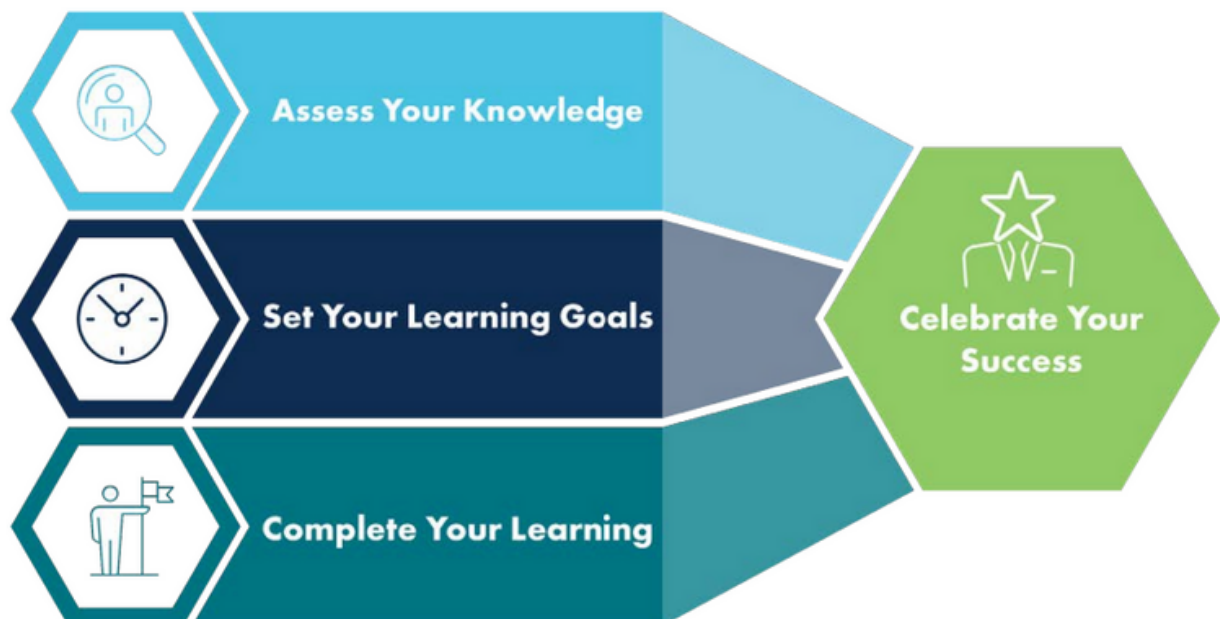 Assess Your Knowledge
Set Your Learning Goals
Complete Your Learning
Celebrate Your
Success